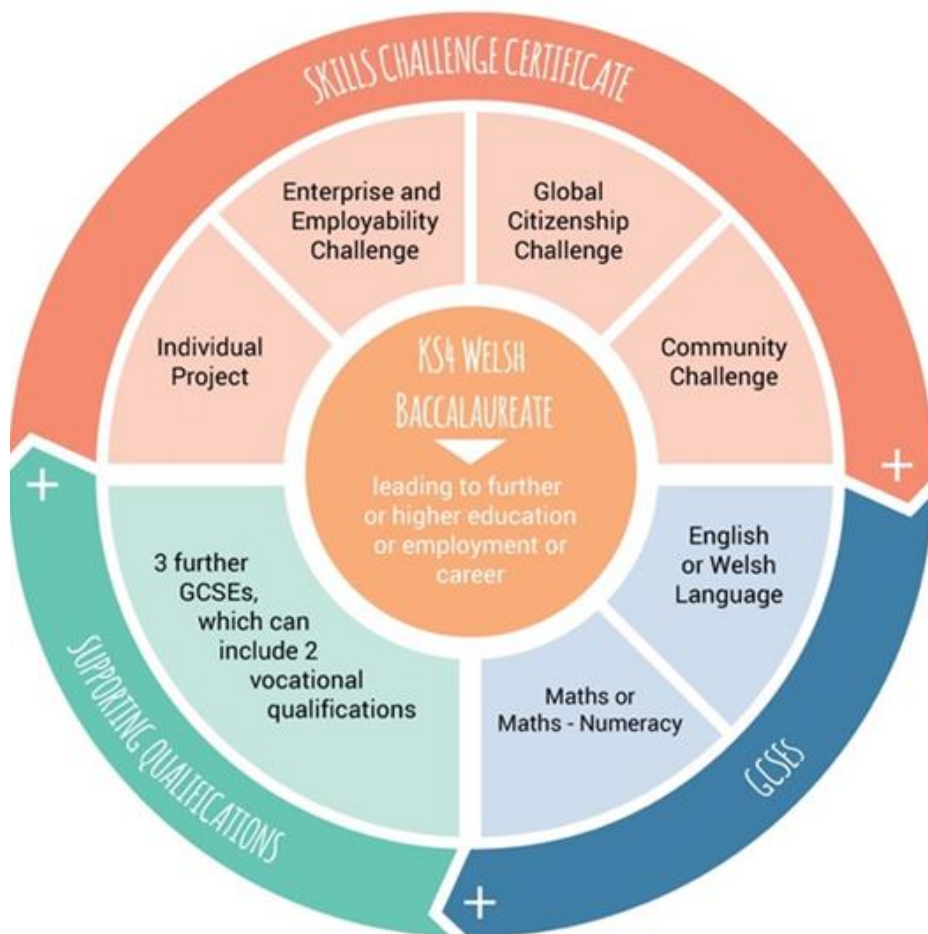 SKILLS CHALLENGE CERTIFICATE
Enterprise and
Employability
Challenge
Global
Citizenship
Challenge
Individual
Project
Community
Challenge
KS4 WELSH
BACCALAUREATE
leading to further
or higher education
or employment or
career
+
+
English
or Welsh
Language
3 further
GCSEs,
which can
include 2
vocational
qualifications
Maths or
Maths - Numeracy
SUPPORTING QUALIFICATIONS
GCSES
+